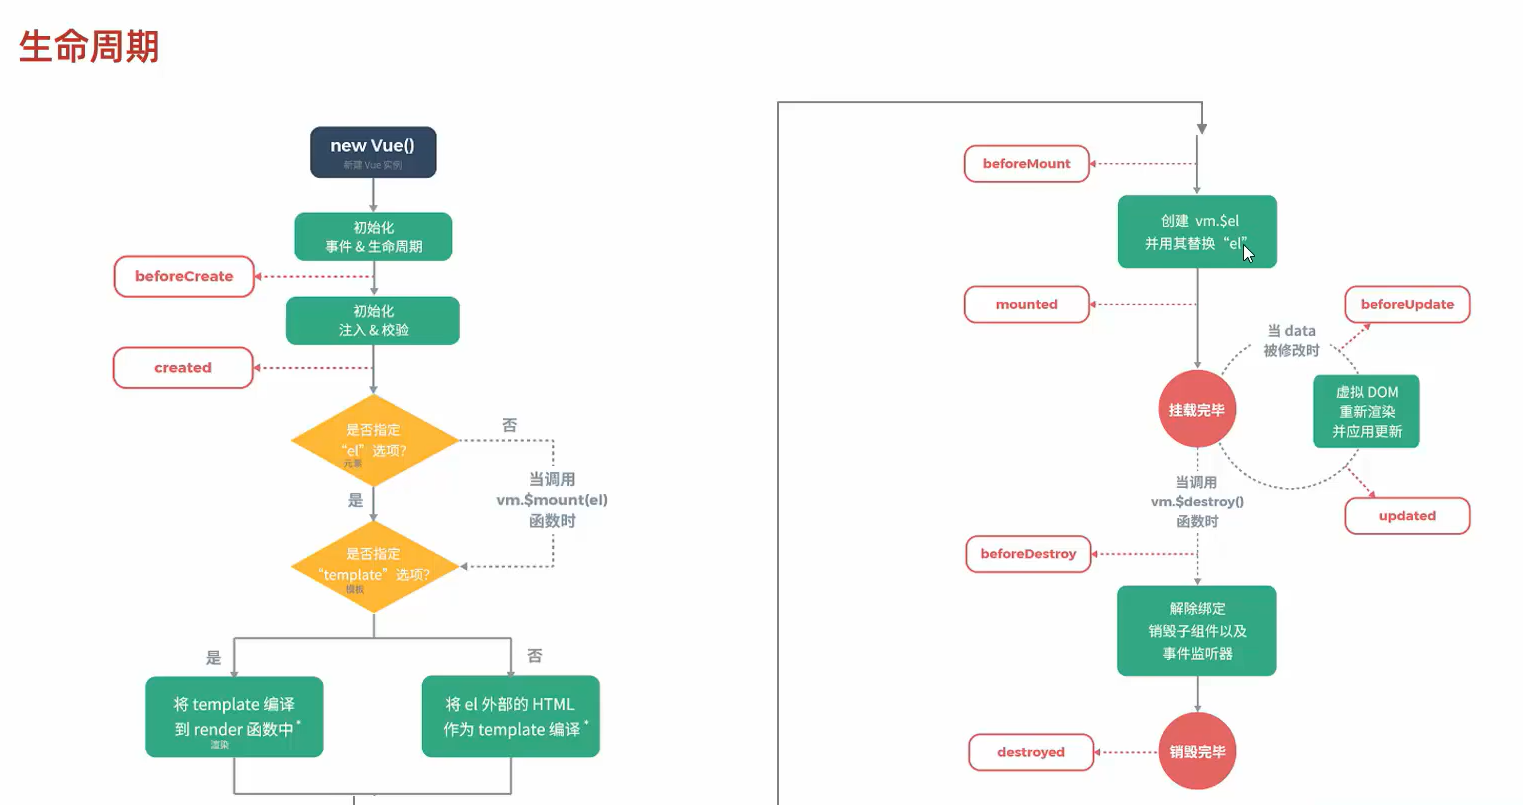 生命周期
new Vue()
新建 Vue 实例
初始化
事件 & 生命周期
beforeCreate
初始化
注入 & 校验
created
是否指定
“el” 选项?
元素
否
是
当调用
vm.$mount(el)
函数时
是否指定
“template” 选项?
模板
是
否
将 template 编译
到 render 函数中*
渲染
将 el 外部的 HTML
作为 template 编译*
beforeMount
创建 vm.$el
并用其替换 “el”
mounted
挂载完毕
当 data
被修改时
beforeUpdate
虚拟 DOM
重新渲染
并应用更新
updated
当调用
vm.$destroy()
函数时
beforeDestroy
解除绑定
销毁子组件以及
事件监听器
destroyed
销毁完毕